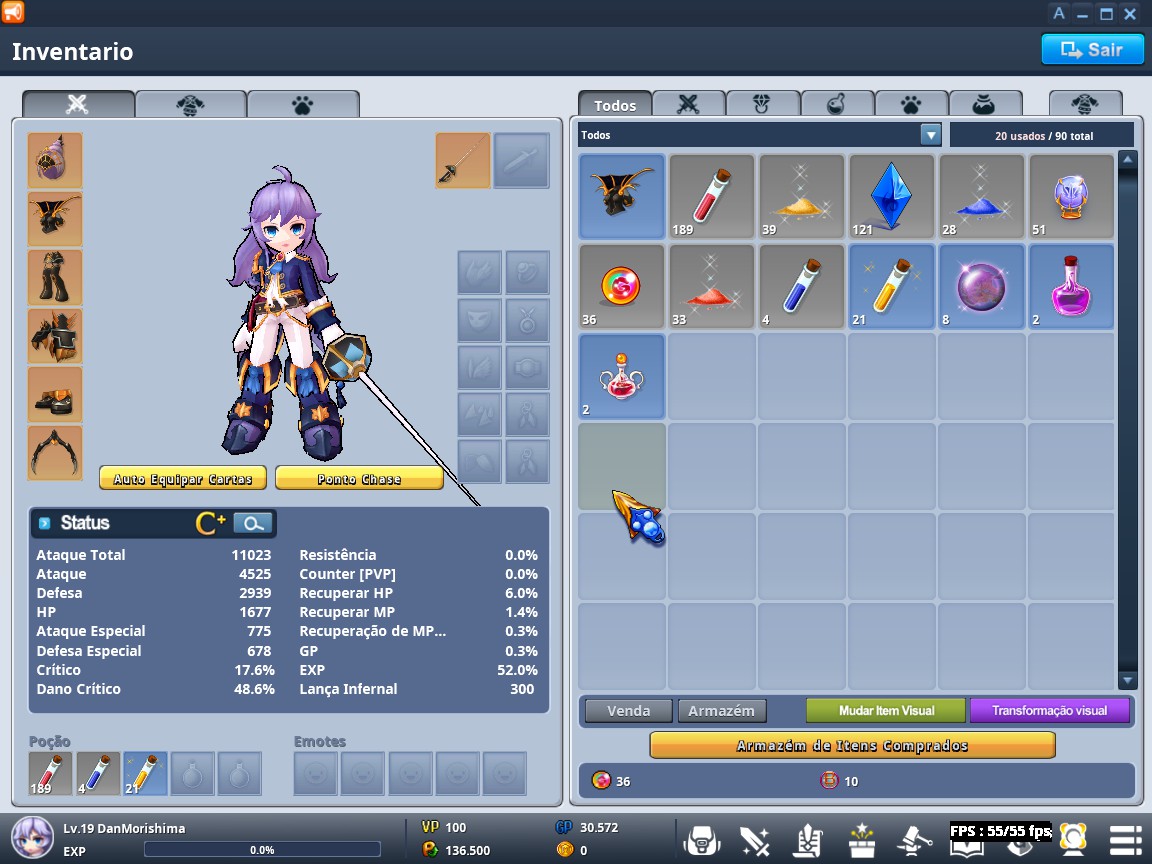 A
Inventario
Sair
Todos
Todos
20 usados / 90 total
189
39
121
28
51
36
33
4
21
8
2
2
Auto Equipar Cartas
Ponto Chase
Status
C+
Ataque Total 11023
Ataque 4525
Defesa 2939
HP 1677
Ataque Especial 775
Defesa Especial 678
Crítico 17.6%
Dano Crítico 48.6%
Resistência 0.0%
Counter [PVP] 0.0%
Recuperar HP 6.0%
Recuperar MP 1.4%
Recuperação de MP... 0.3%
GP 0.3%
EXP 52.0%
Lança Infernal 300
Venda
Armazém
Mudar Item Visual
Transformação visual
Armazém de Itens Comprados
36
10
Poção
189
4
21
Emotes
Lv.19 DanMorishima
EXP
0.0%
VP 100
136.500
GP 30.572
0
FPS : 55/55 fps